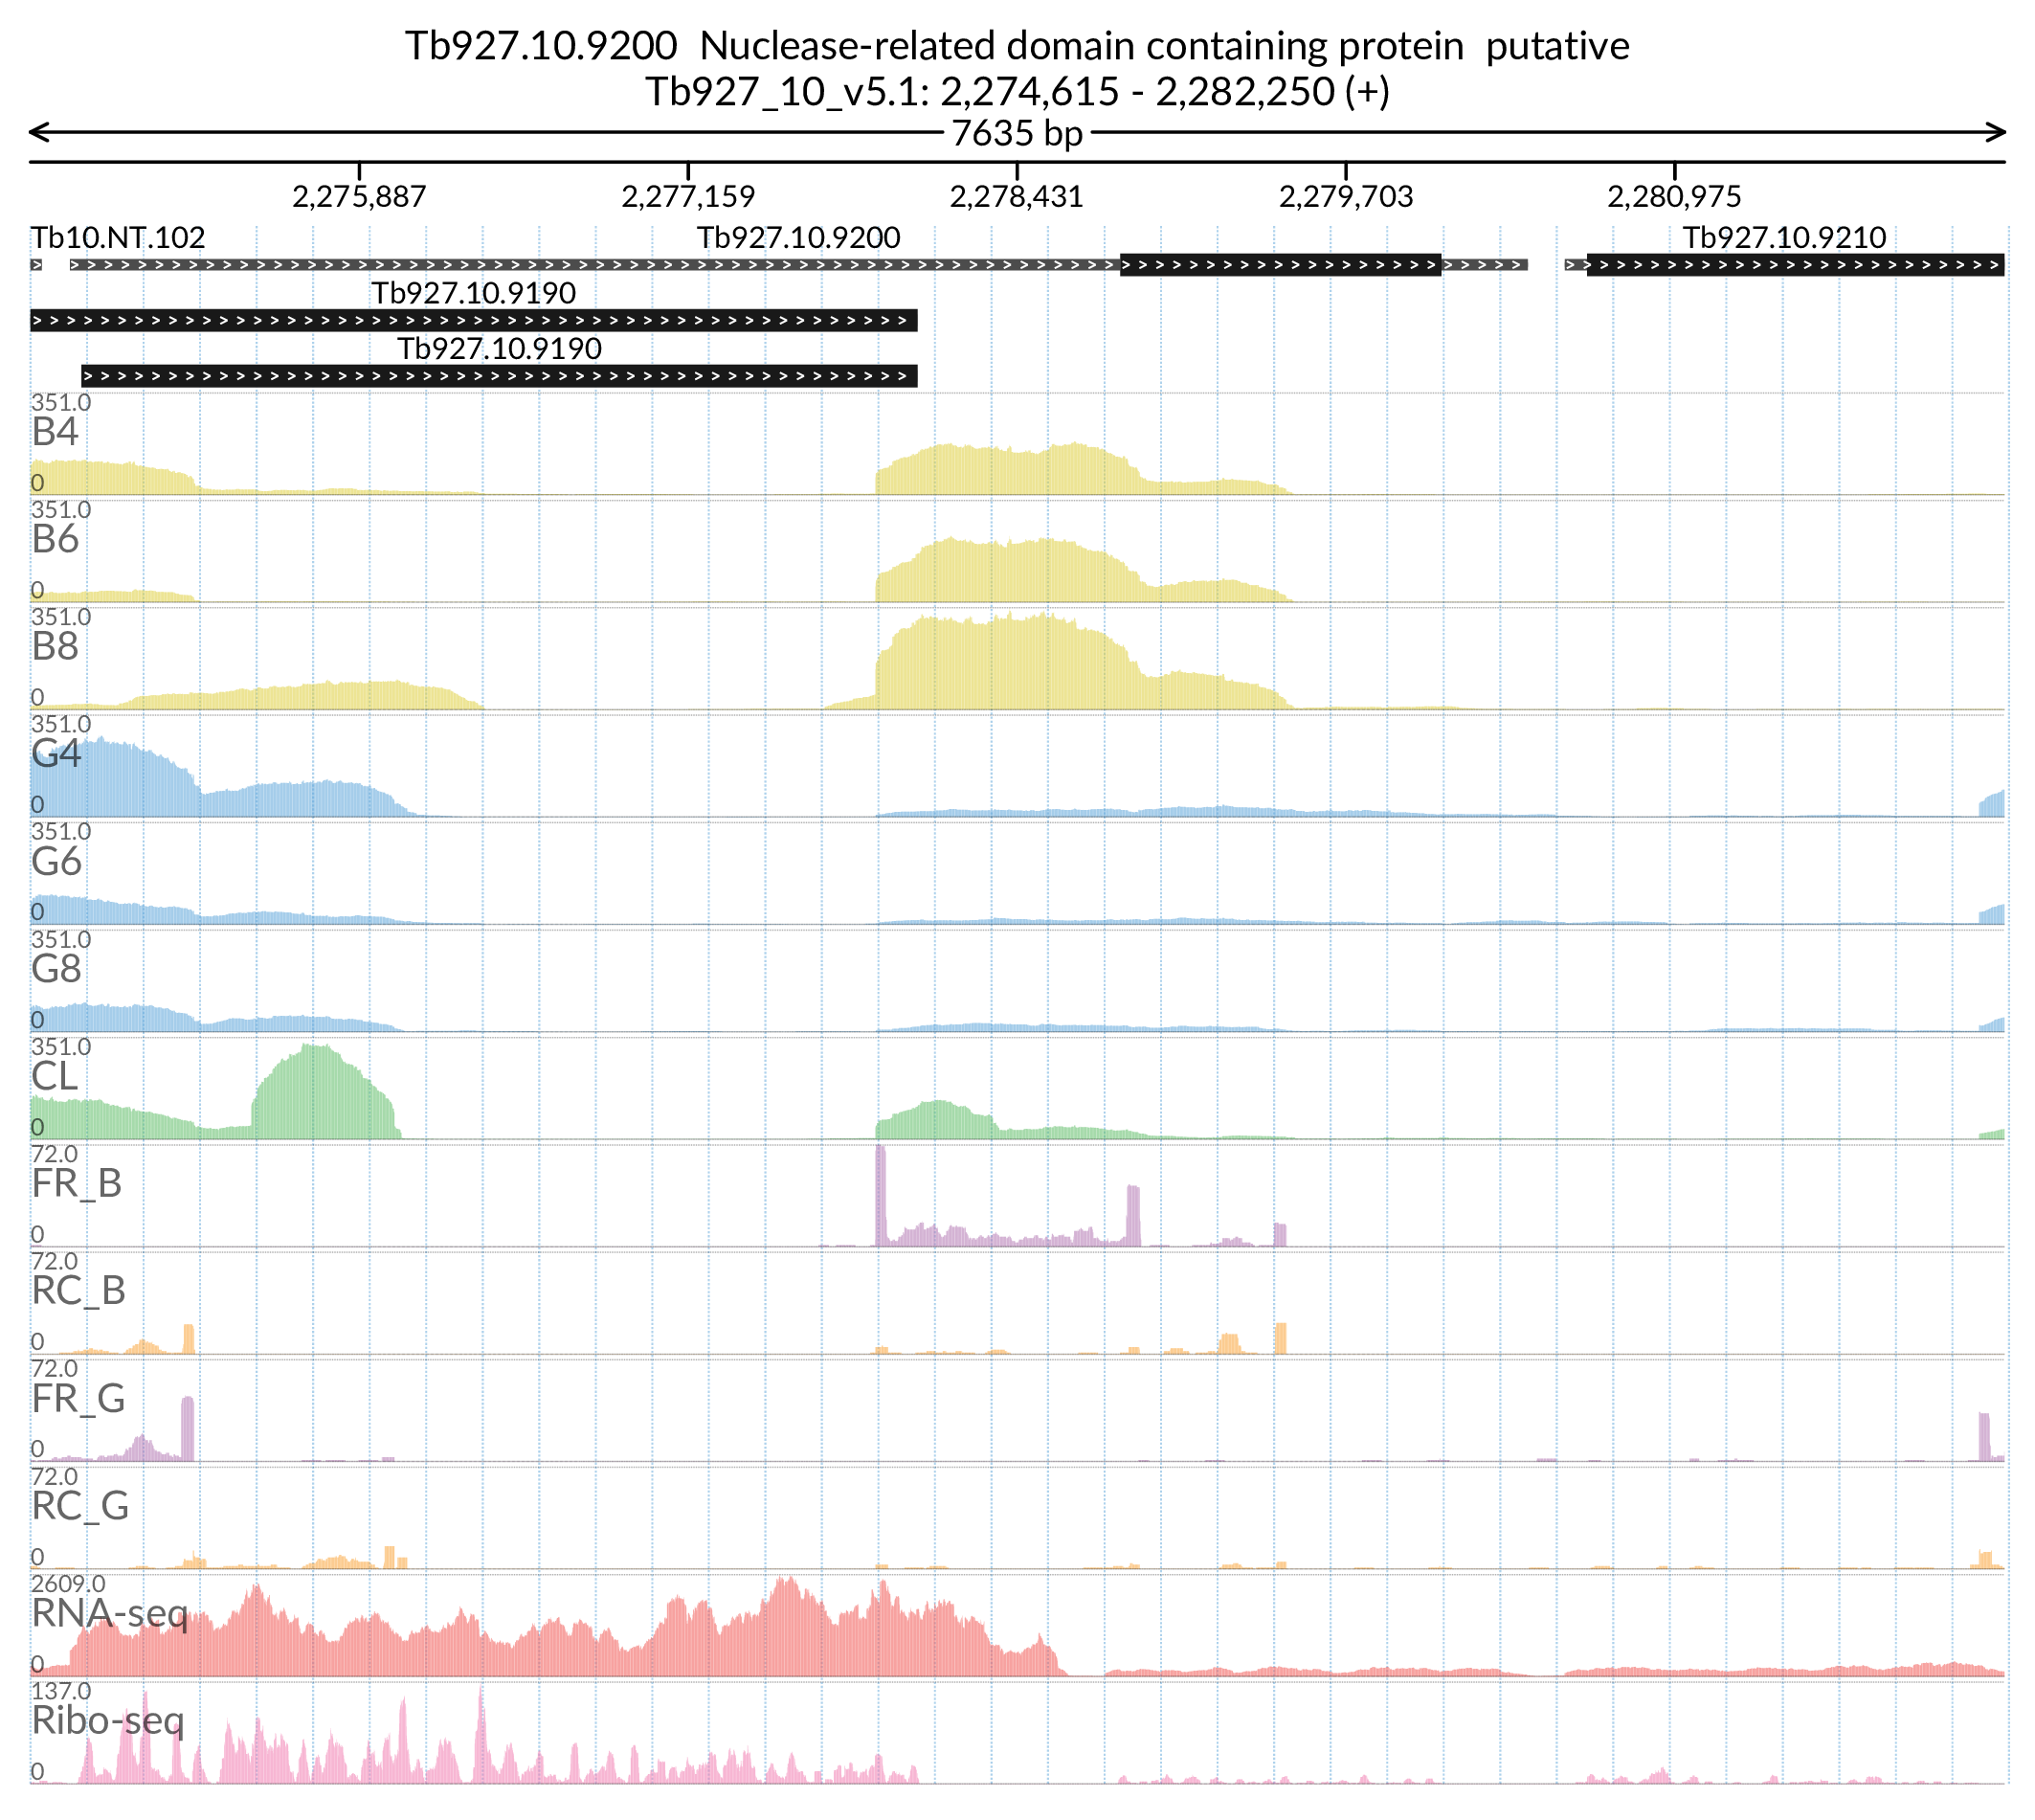 Tb927.10.9200  Nuclease-related domain containing protein  putative
Tb927_10_v5.1: 2,274,615 - 2,282,250 (+)
7635 bp
2,275,887 2,277,159 2,278,431 2,279,703 2,280,975
Tb10.NT.102 Tb927.10.9200 Tb927.10.9210
Tb927.10.9190
Tb927.10.9190
351.0
B4
0
351.0
B6
0
351.0
B8
0
351.0
G4
0
351.0
G6
0
351.0
G8
0
351.0
CL
0
72.0
FR_B
0
72.0
RC_B
0
72.0
FR_G
0
72.0
RC_G
0
2609.0
RNA-seq
0
137.0
Ribo-seq
0